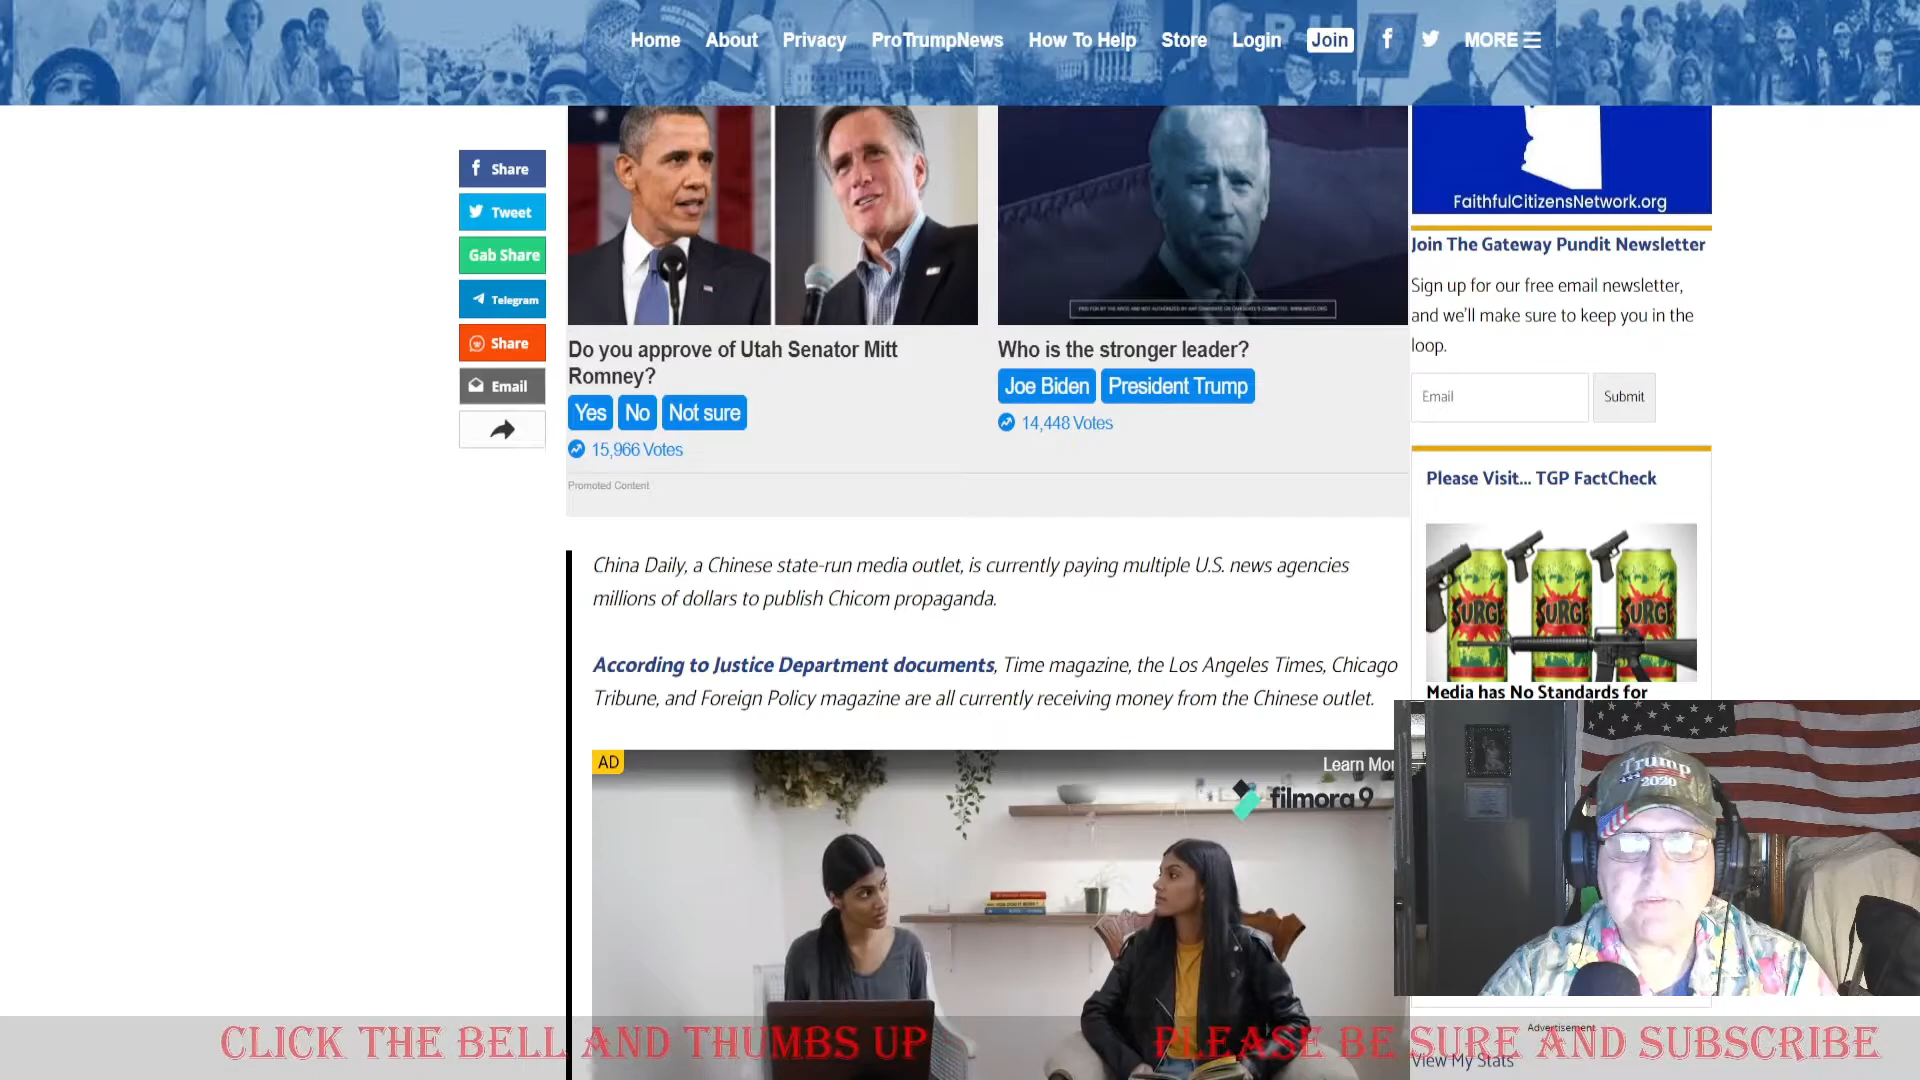 Home About Privacy ProTrumpNews How To Help Store Login Join MORE
Share
Tweet
Gab Share
Telegram
Share
Email
Do you approve of Utah Senator Mitt
Romney?
Yes No Not sure
15,966 Votes
Who is the stronger leader?
Joe Biden President Trump
14,448 Votes
Promoted Content
FaithfulCitizensNetwork.org
Join The Gateway Pundit Newsletter
Sign up for our free email newsletter,
and we'll make sure to keep you in the
loop.
Email Submit
Please Visit... TGP FactCheck
SURGE SURGE SURGE
Media has No Standards for
China Daily, a Chinese state-run media outlet, is currently paying multiple U.S. news agencies
millions of dollars to publish Chicom propaganda.
According to Justice Department documents, Time magazine, the Los Angeles Times, Chicago
Tribune, and Foreign Policy magazine are all currently receiving money from the Chinese outlet.
AD
Learn Mor
filmora9
Trump
2020
Advertisement
View My Stats
CLICK THE BELL AND THUMBS UP PLEASE BE SURE AND SUBSCRIBE